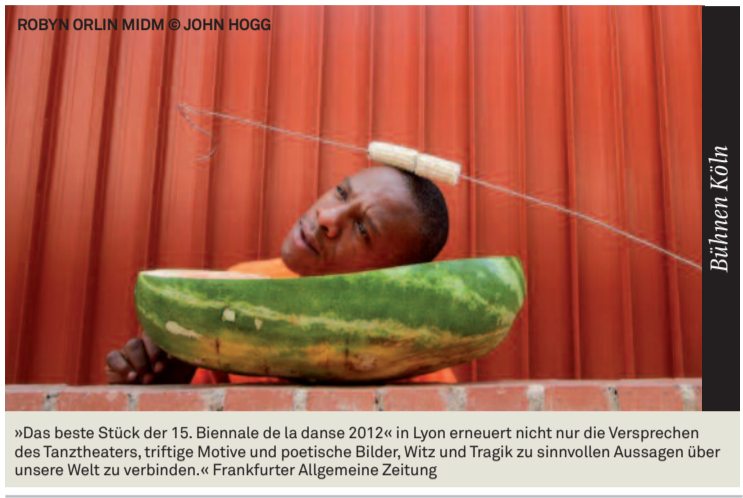 ROBYN ORLIN MIDM © JOHN HOGG
Bühnen Köln
»Das beste Stück der 15. Biennale de la danse 2012« in Lyon erneuert nicht nur die Versprechen
des Tanztheaters, triftige Motive und poetische Bilder, Witz und Tragik zu sinnvollen Aussagen über
unsere Welt zu verbinden.« Frankfurter Allgemeine Zeitung